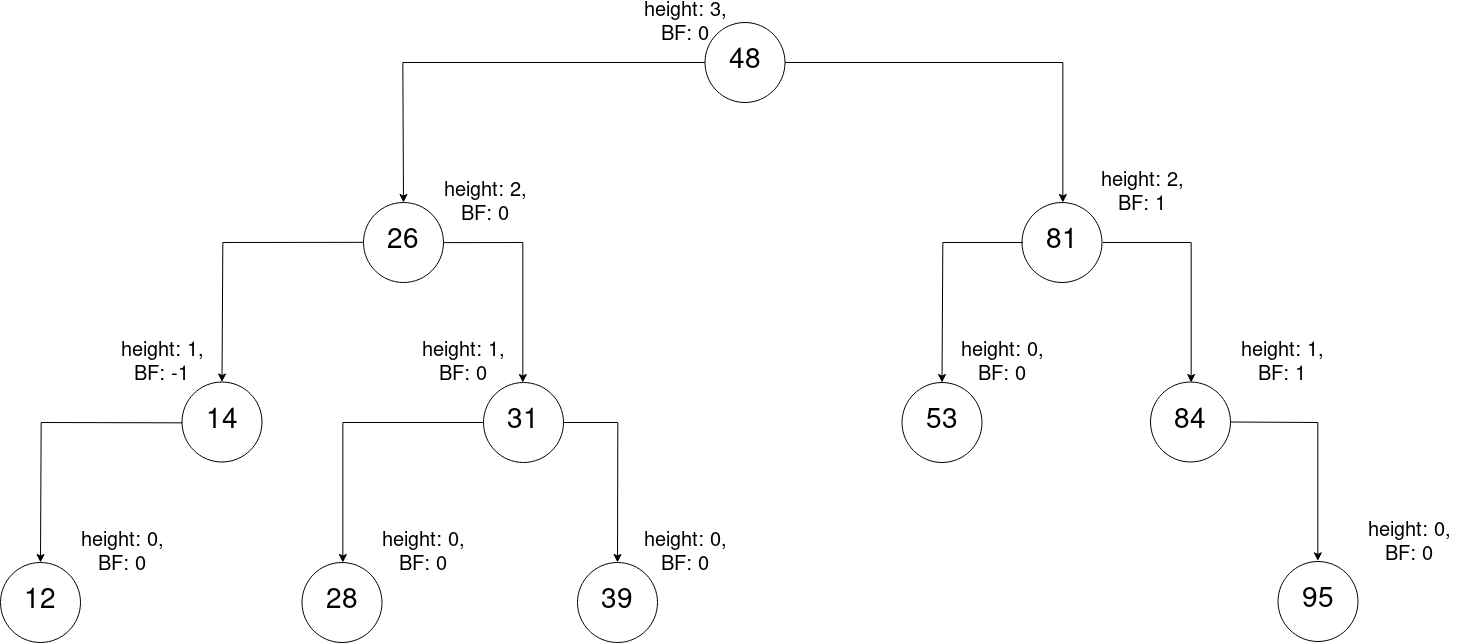 height: 3,
BF: 0
48
height: 2,
BF: 0
26
height: 2,
BF: 1
81
height: 1,
BF: -1
14
height: 1,
BF: 0
31
height: 0,
BF: 0
53
height: 1,
BF: 1
84
height: 0,
BF: 0
12
height: 0,
BF: 0
28
height: 0,
BF: 0
39
height: 0,
BF: 0
95